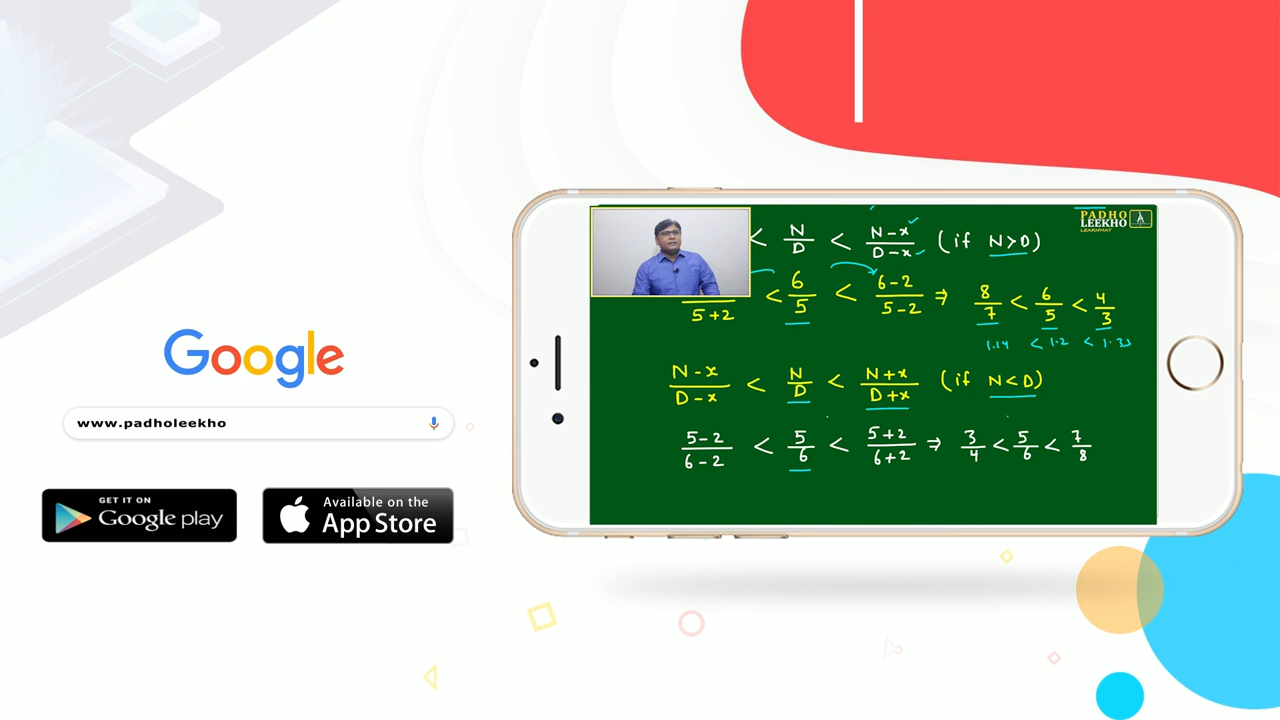 Google
www.padholeekho
GET IT ON
Google play
Available on the
App Store
PADHO
LEEKHO
LEARNYHAT
< N/D < N-x/D-x (if N>D)
/5+2 < 6/5 < 6-2/5-2 ⇒ 8/7 < 6/5 < 4/3
1.14 < 1.2 < 1.33
N-x/D-x < N/D < N+x/D+x (if N<D)
5-2/6-2 < 5/6 < 5+2/6+2 ⇒ 3/4 < 5/6 < 7/8